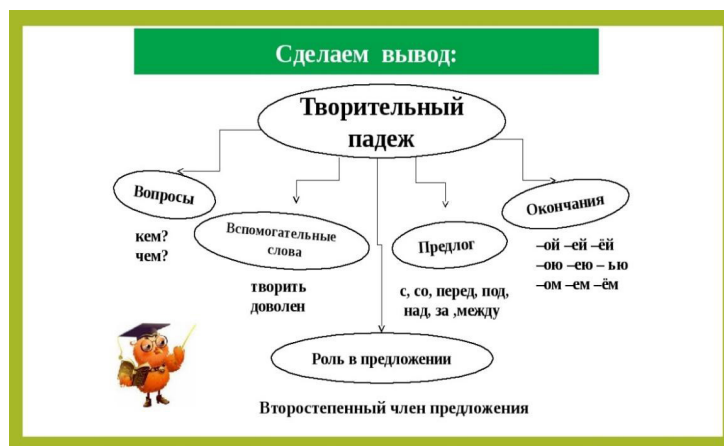 Сделаем вывод:
Творительный
падеж
Вопросы
кем?
чем?
Вспомогательные
слова
творить
доволен
Предлог
с, со, перед, под,
над, за ,между
Окончания
–ой –ей –ёй
–ою –ею – ью
–ом –ем –ём
Роль в предложении
Второстепенный член предложения